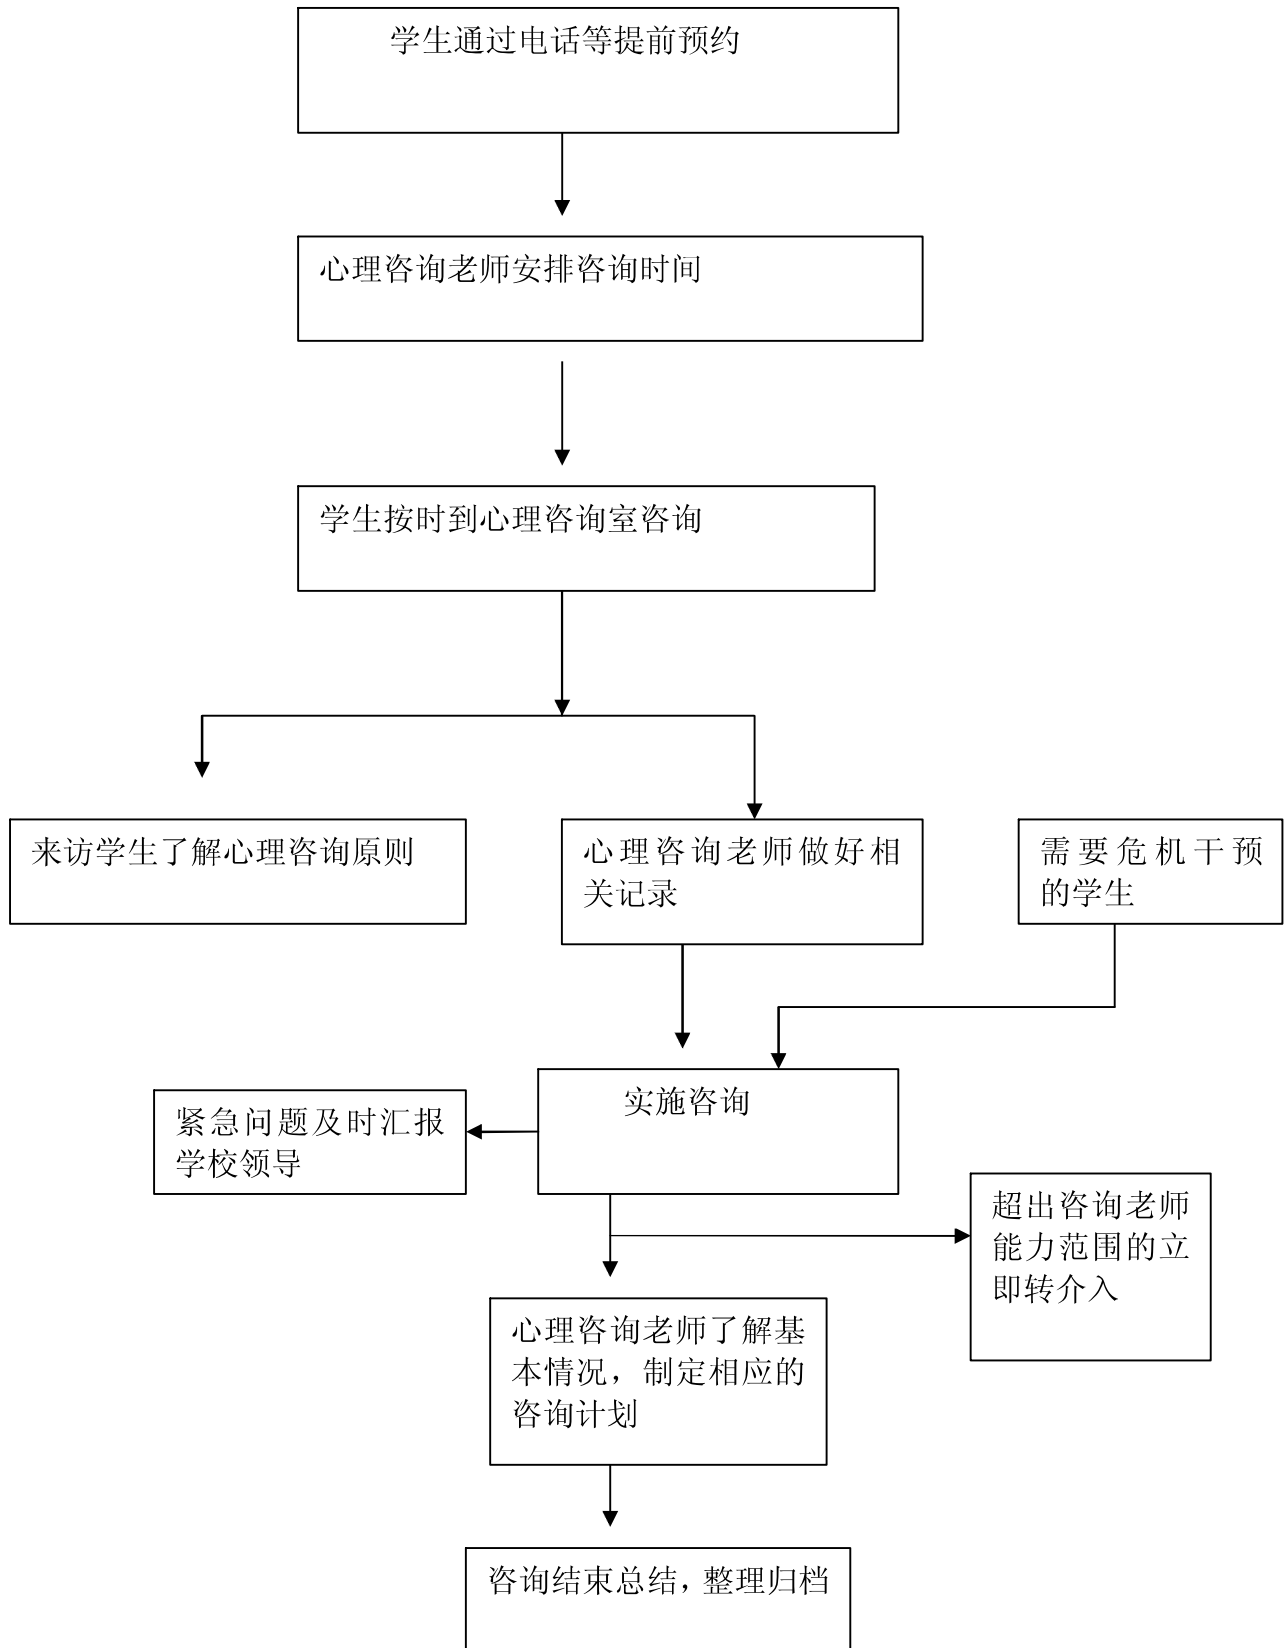 学生通过电话等提前预约
心理咨询老师安排咨询时间
学生按时到心理咨询室咨询
来访学生了解心理咨询原则
心理咨询老师做好相
关记录
需要危机干预
的学生
实施咨询
紧急问题及时汇报
学校领导
超出咨询老师
能力范围的立
即转介入
心理咨询老师了解基
本情况，制定相应的
咨询计划
咨询结束总结，整理归档